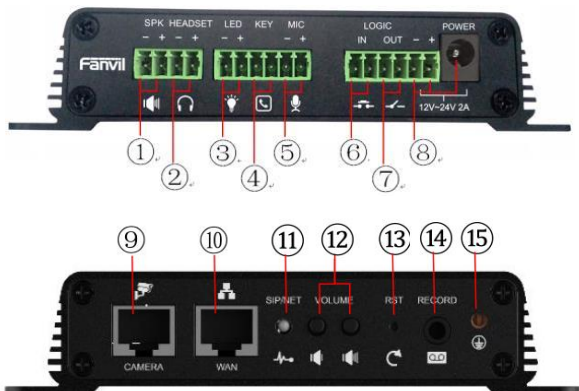 SPK HEADSET LED KEY MIC LOGIC POWER
− + − + − + − + IN OUT − +
Fanvil
12V~24V 2A
① ② ③ ④ ⑤ ⑥ ⑦ ⑧
⑨ ⑩ ⑪ ⑫ ⑬ ⑭ ⑮
SIP/NET VOLUME RST RECORD
CAMERA WAN